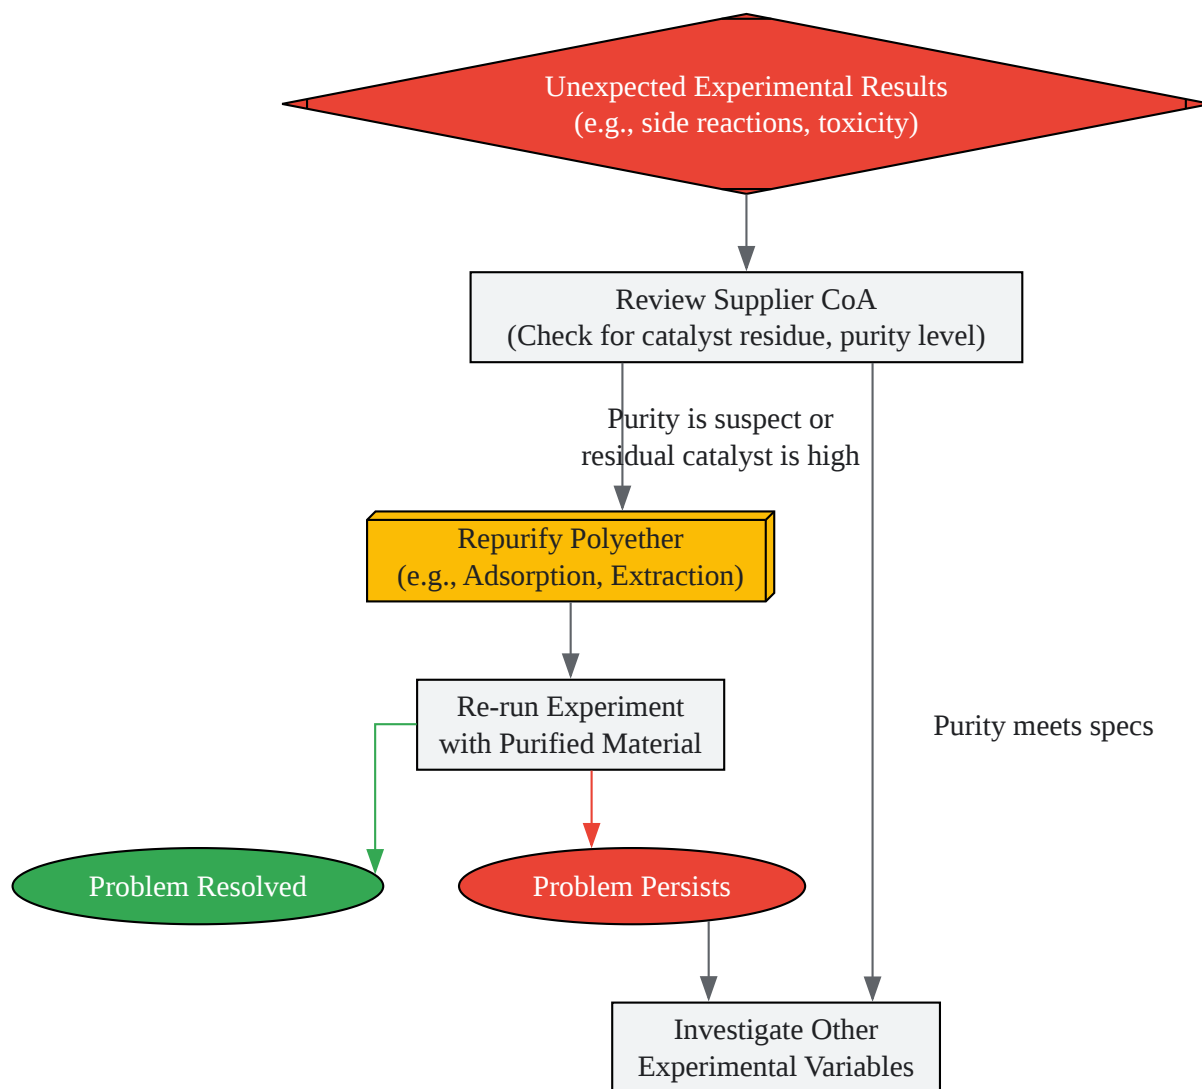 Unexpected Experimental Results
(e.g., side reactions, toxicity)
Review Supplier CoA
(Check for catalyst residue, purity level)
Purity is suspect or
residual catalyst is high
Repurify Polyether
(e.g., Adsorption, Extraction)
Re-run Experiment
with Purified Material
Purity meets specs
Problem Resolved
Problem Persists
Investigate Other
Experimental Variables